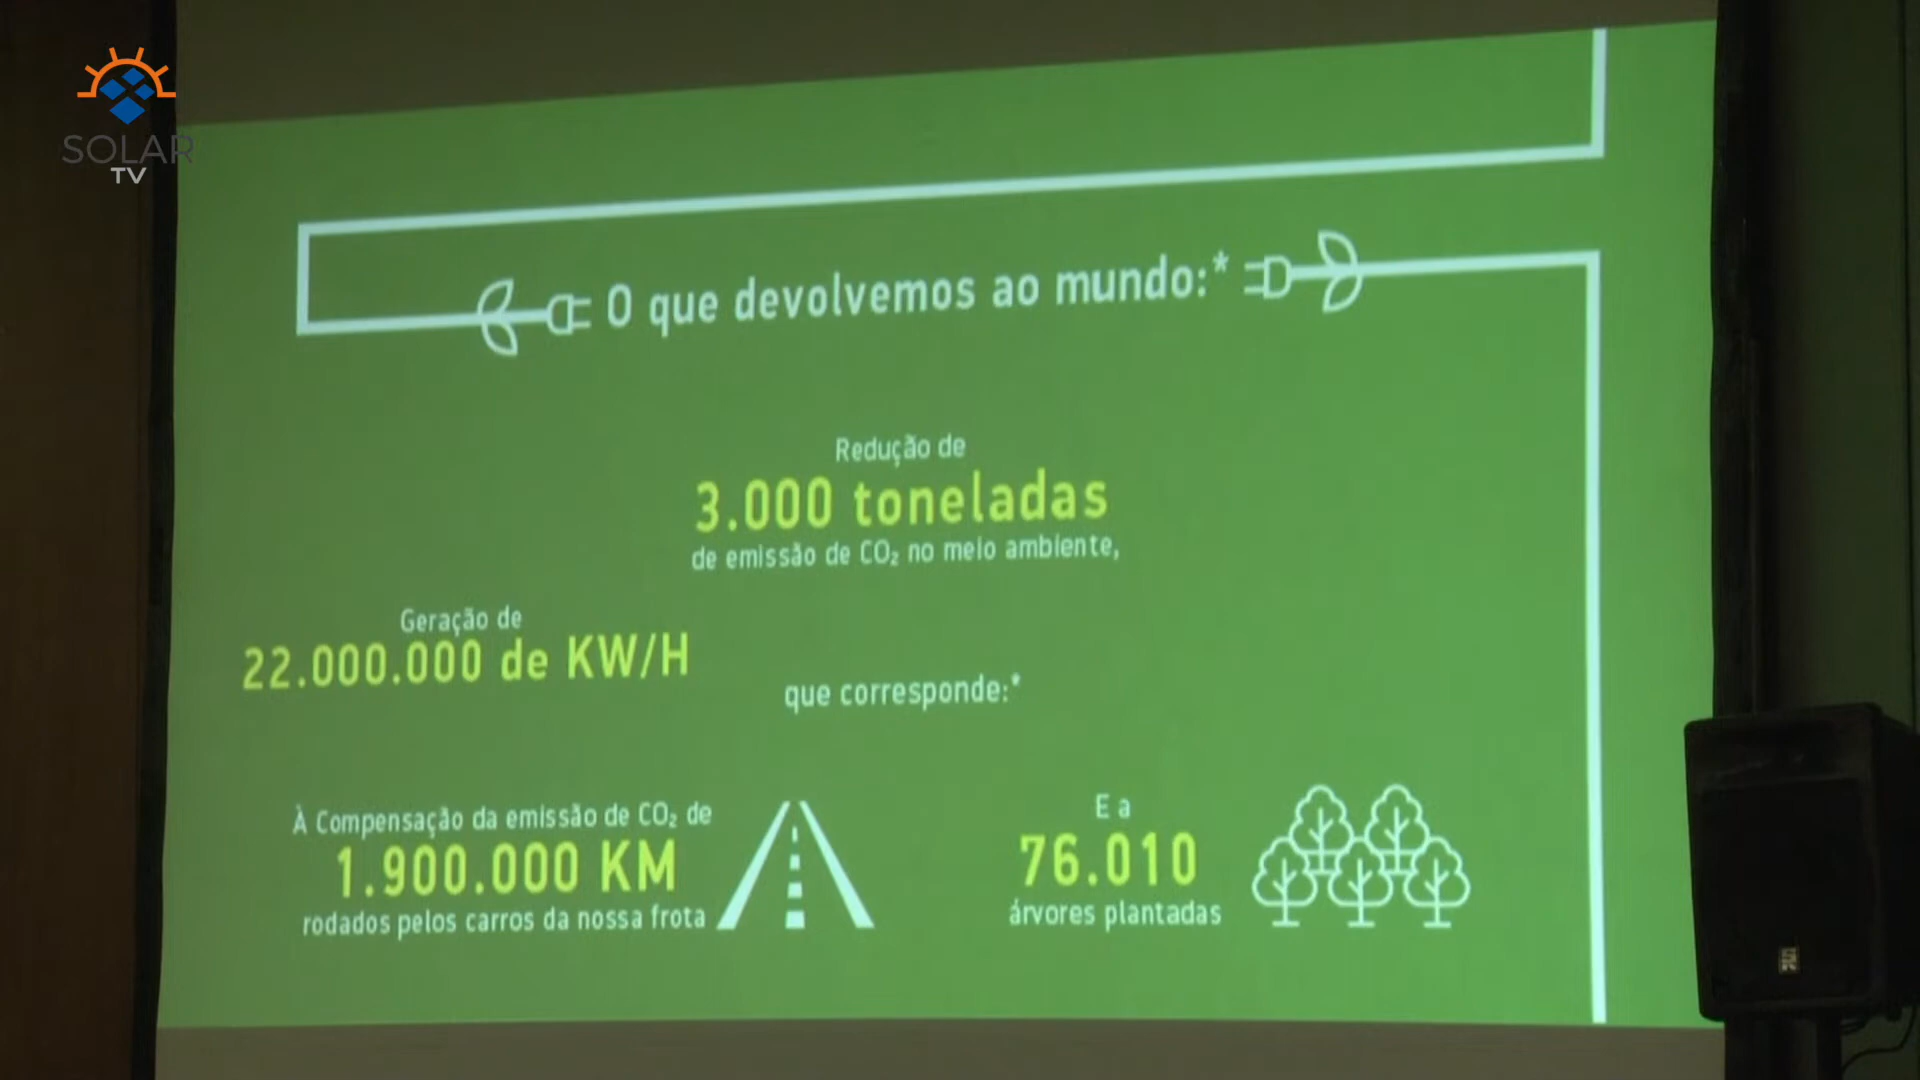 SOLAR
TV
O que devolvemos ao mundo:*
Redução de
3.000 toneladas
de emissão de CO₂ no meio ambiente,
Geração de
22.000.000 de KW/H
que corresponde:*
À Compensação da emissão de CO₂ de
1.900.000 KM
rodados pelos carros da nossa frota
E a
76.010
árvores plantadas